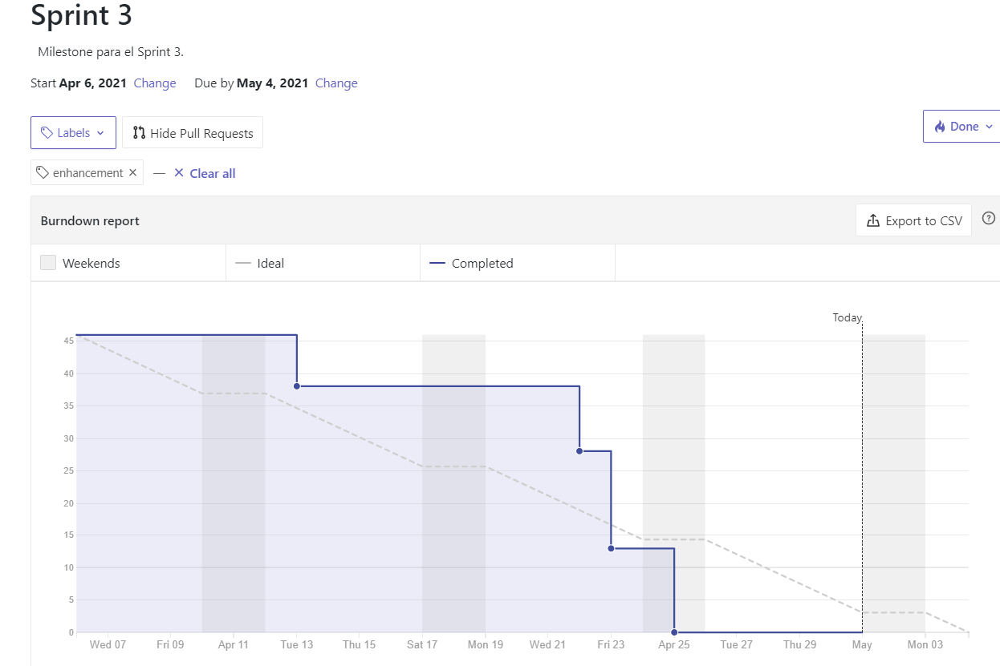 Sprint 3
Milestone para el Sprint 3.
Start Apr 6, 2021 Change Due by May 4, 2021 Change
Labels Hide Pull Requests Done
enhancement × — × Clear all
Burndown report Export to CSV ?
Weekends Ideal Completed
Today
45
40
35
30
25
20
15
10
5
0
Wed 07 Fri 09 Apr 11 Tue 13 Thu 15 Sat 17 Mon 19 Wed 21 Fri 23 Apr 25 Tue 27 Thu 29 May Mon 03